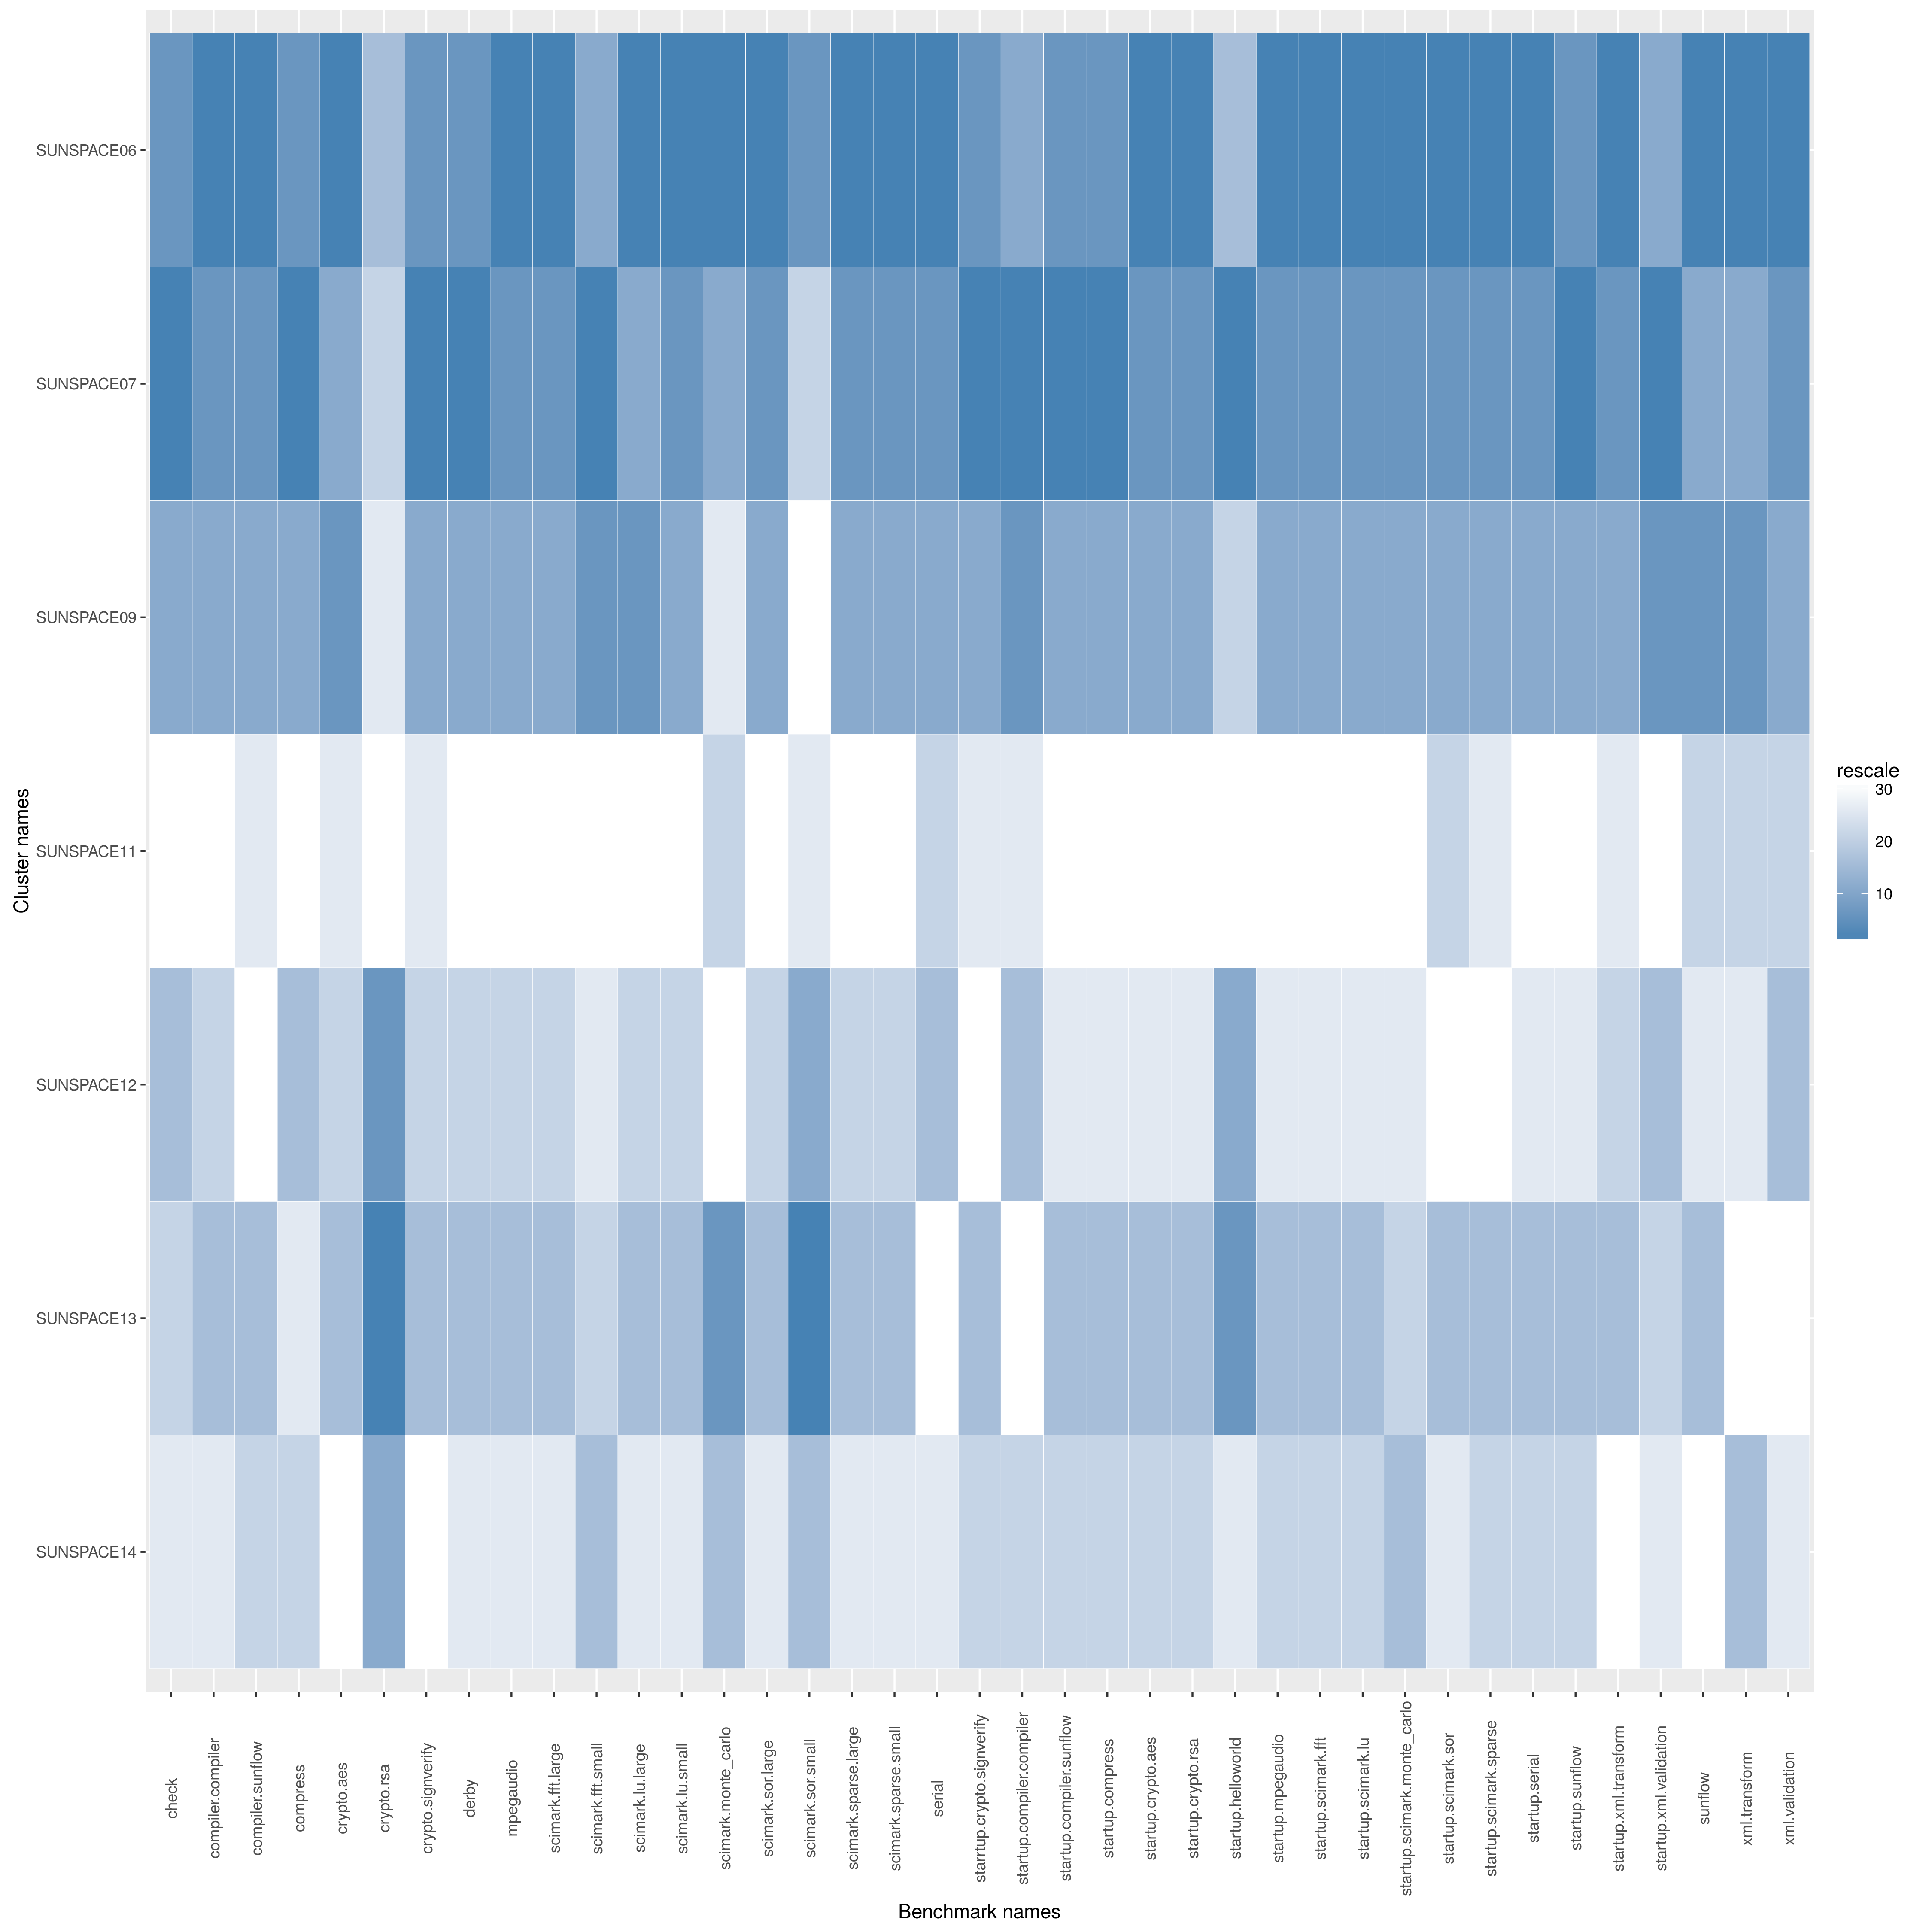 SUNSPACE06
SUNSPACE07
SUNSPACE09
SUNSPACE11
SUNSPACE12
SUNSPACE13
SUNSPACE14
Cluster names
check
compiler.compiler
compiler.sunflow
compress
crypto.aes
crypto.rsa
crypto.signverify
derby
mpegaudio
scimark.fft.large
scimark.fft.small
scimark.lu.large
scimark.lu.small
scimark.monte_carlo
scimark.sor.large
scimark.sor.small
scimark.sparse.large
scimark.sparse.small
serial
starrtup.crypto.signverify
startup.compiler.compiler
startup.compiler.sunflow
startup.compress
startup.crypto.aes
startup.crypto.rsa
startup.helloworld
startup.mpegaudio
startup.scimark.fft
startup.scimark.lu
startup.scimark.monte_carlo
startup.scimark.sor
startup.scimark.sparse
startup.serial
startup.sunflow
startup.xml.transform
startup.xml.validation
sunflow
xml.transform
xml.validation
Benchmark names
rescale
30
20
10